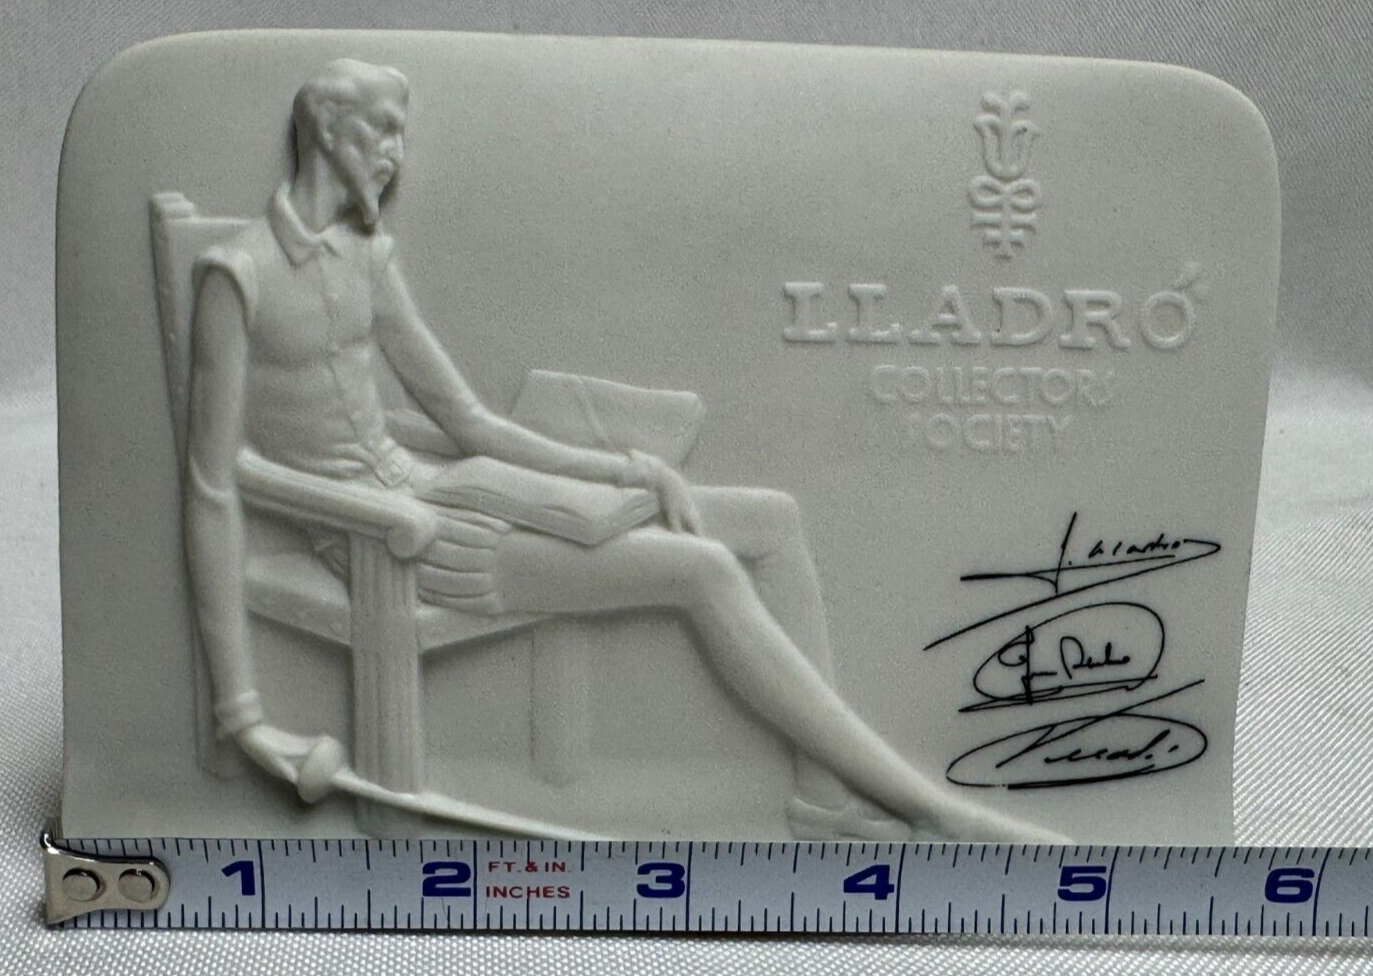 LLADRÓ
COLLECTORS
SOCIETY
1 2 FT. & IN. 3 4 5 6
INCHES